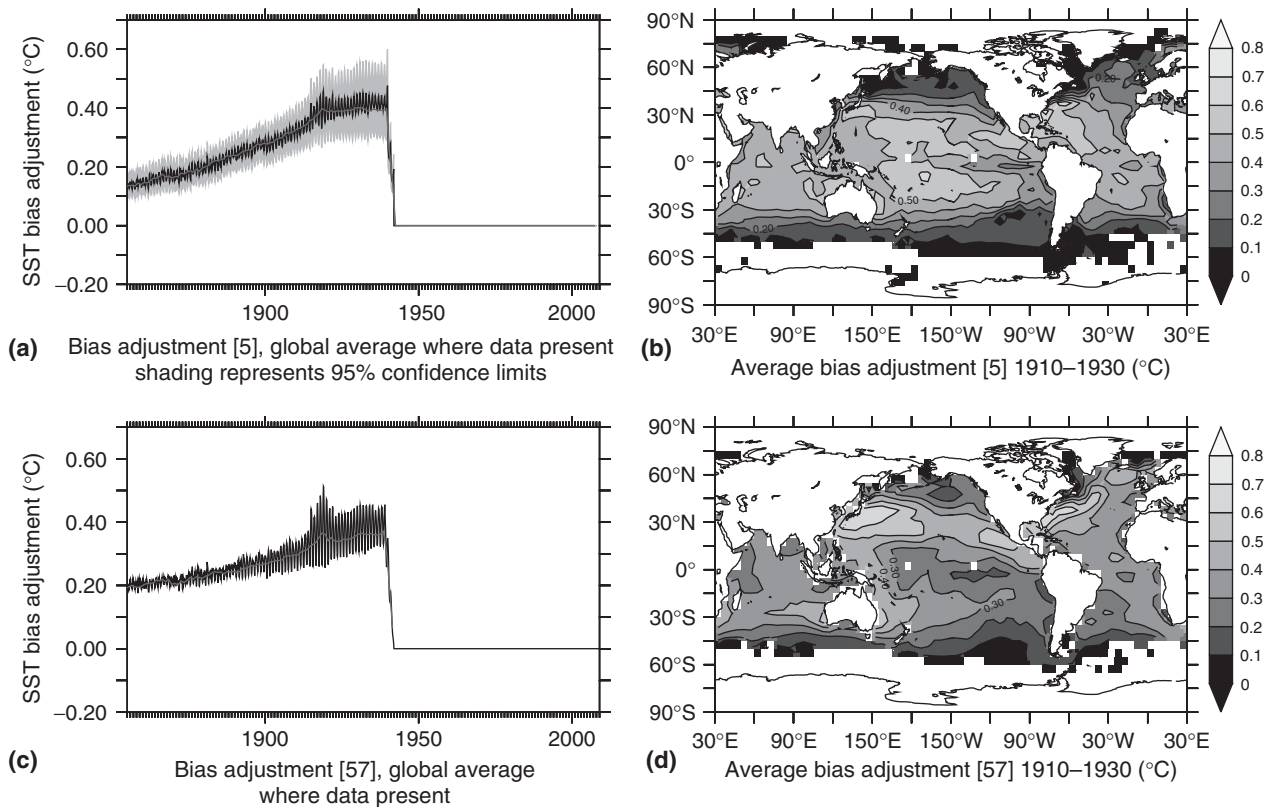 SST bias adjustment (°C)
0.60
0.40
0.20
0.00
−0.20
1900
1950
2000
(a)
Bias adjustment [5], global average where data present
shading represents 95% confidence limits
90°N
60°N
30°N
0°
30°S
60°S
90°S
0.20
0.40
0.50
0.20
30°E
90°E
150°E
150°W
90°W
30°W
30°E
0.8
0.7
0.6
0.5
0.4
0.3
0.2
0.1
0
(b)
Average bias adjustment [5] 1910–1930 (°C)
SST bias adjustment (°C)
0.60
0.40
0.20
0.00
−0.20
1900
1950
2000
(c)
Bias adjustment [57], global average
where data present
90°N
60°N
30°N
0°
30°S
60°S
90°S
0.30
0.30
30°E
90°E
150°E
150°W
90°W
30°W
30°E
0.8
0.7
0.6
0.5
0.4
0.3
0.2
0.1
0
(d)
Average bias adjustment [57] 1910–1930 (°C)